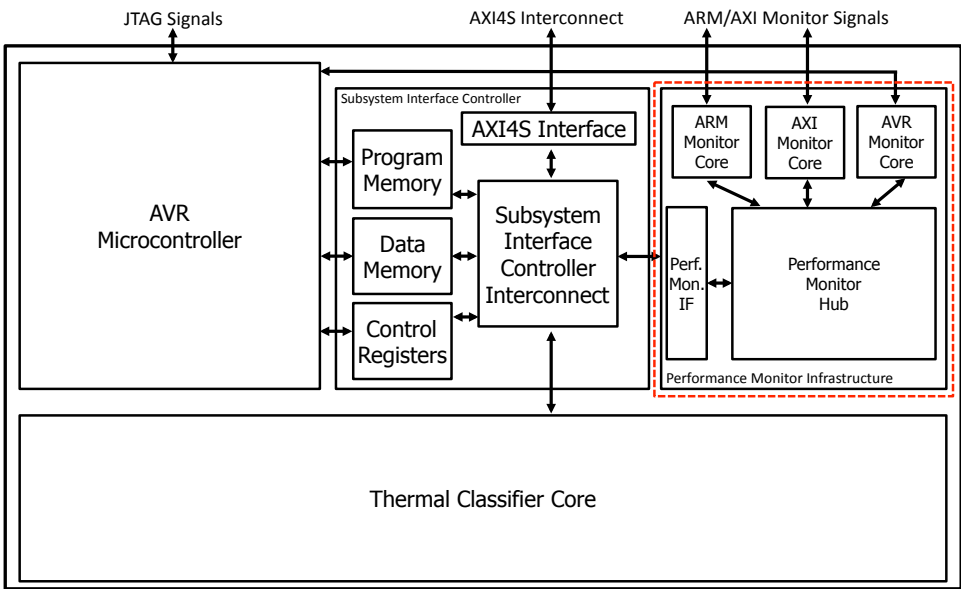 JTAG Signals
AXI4S Interconnect
ARM/AXI Monitor Signals
AVR
Microcontroller
Subsystem Interface Controller
AXI4S Interface
Program
Memory
Data
Memory
Control
Registers
Subsystem
Interface
Controller
Interconnect
ARM
Monitor
Core
AXI
Monitor
Core
AVR
Monitor
Core
Perf.
Mon.
IF
Performance
Monitor
Hub
Performance Monitor Infrastructure
Thermal Classifier Core